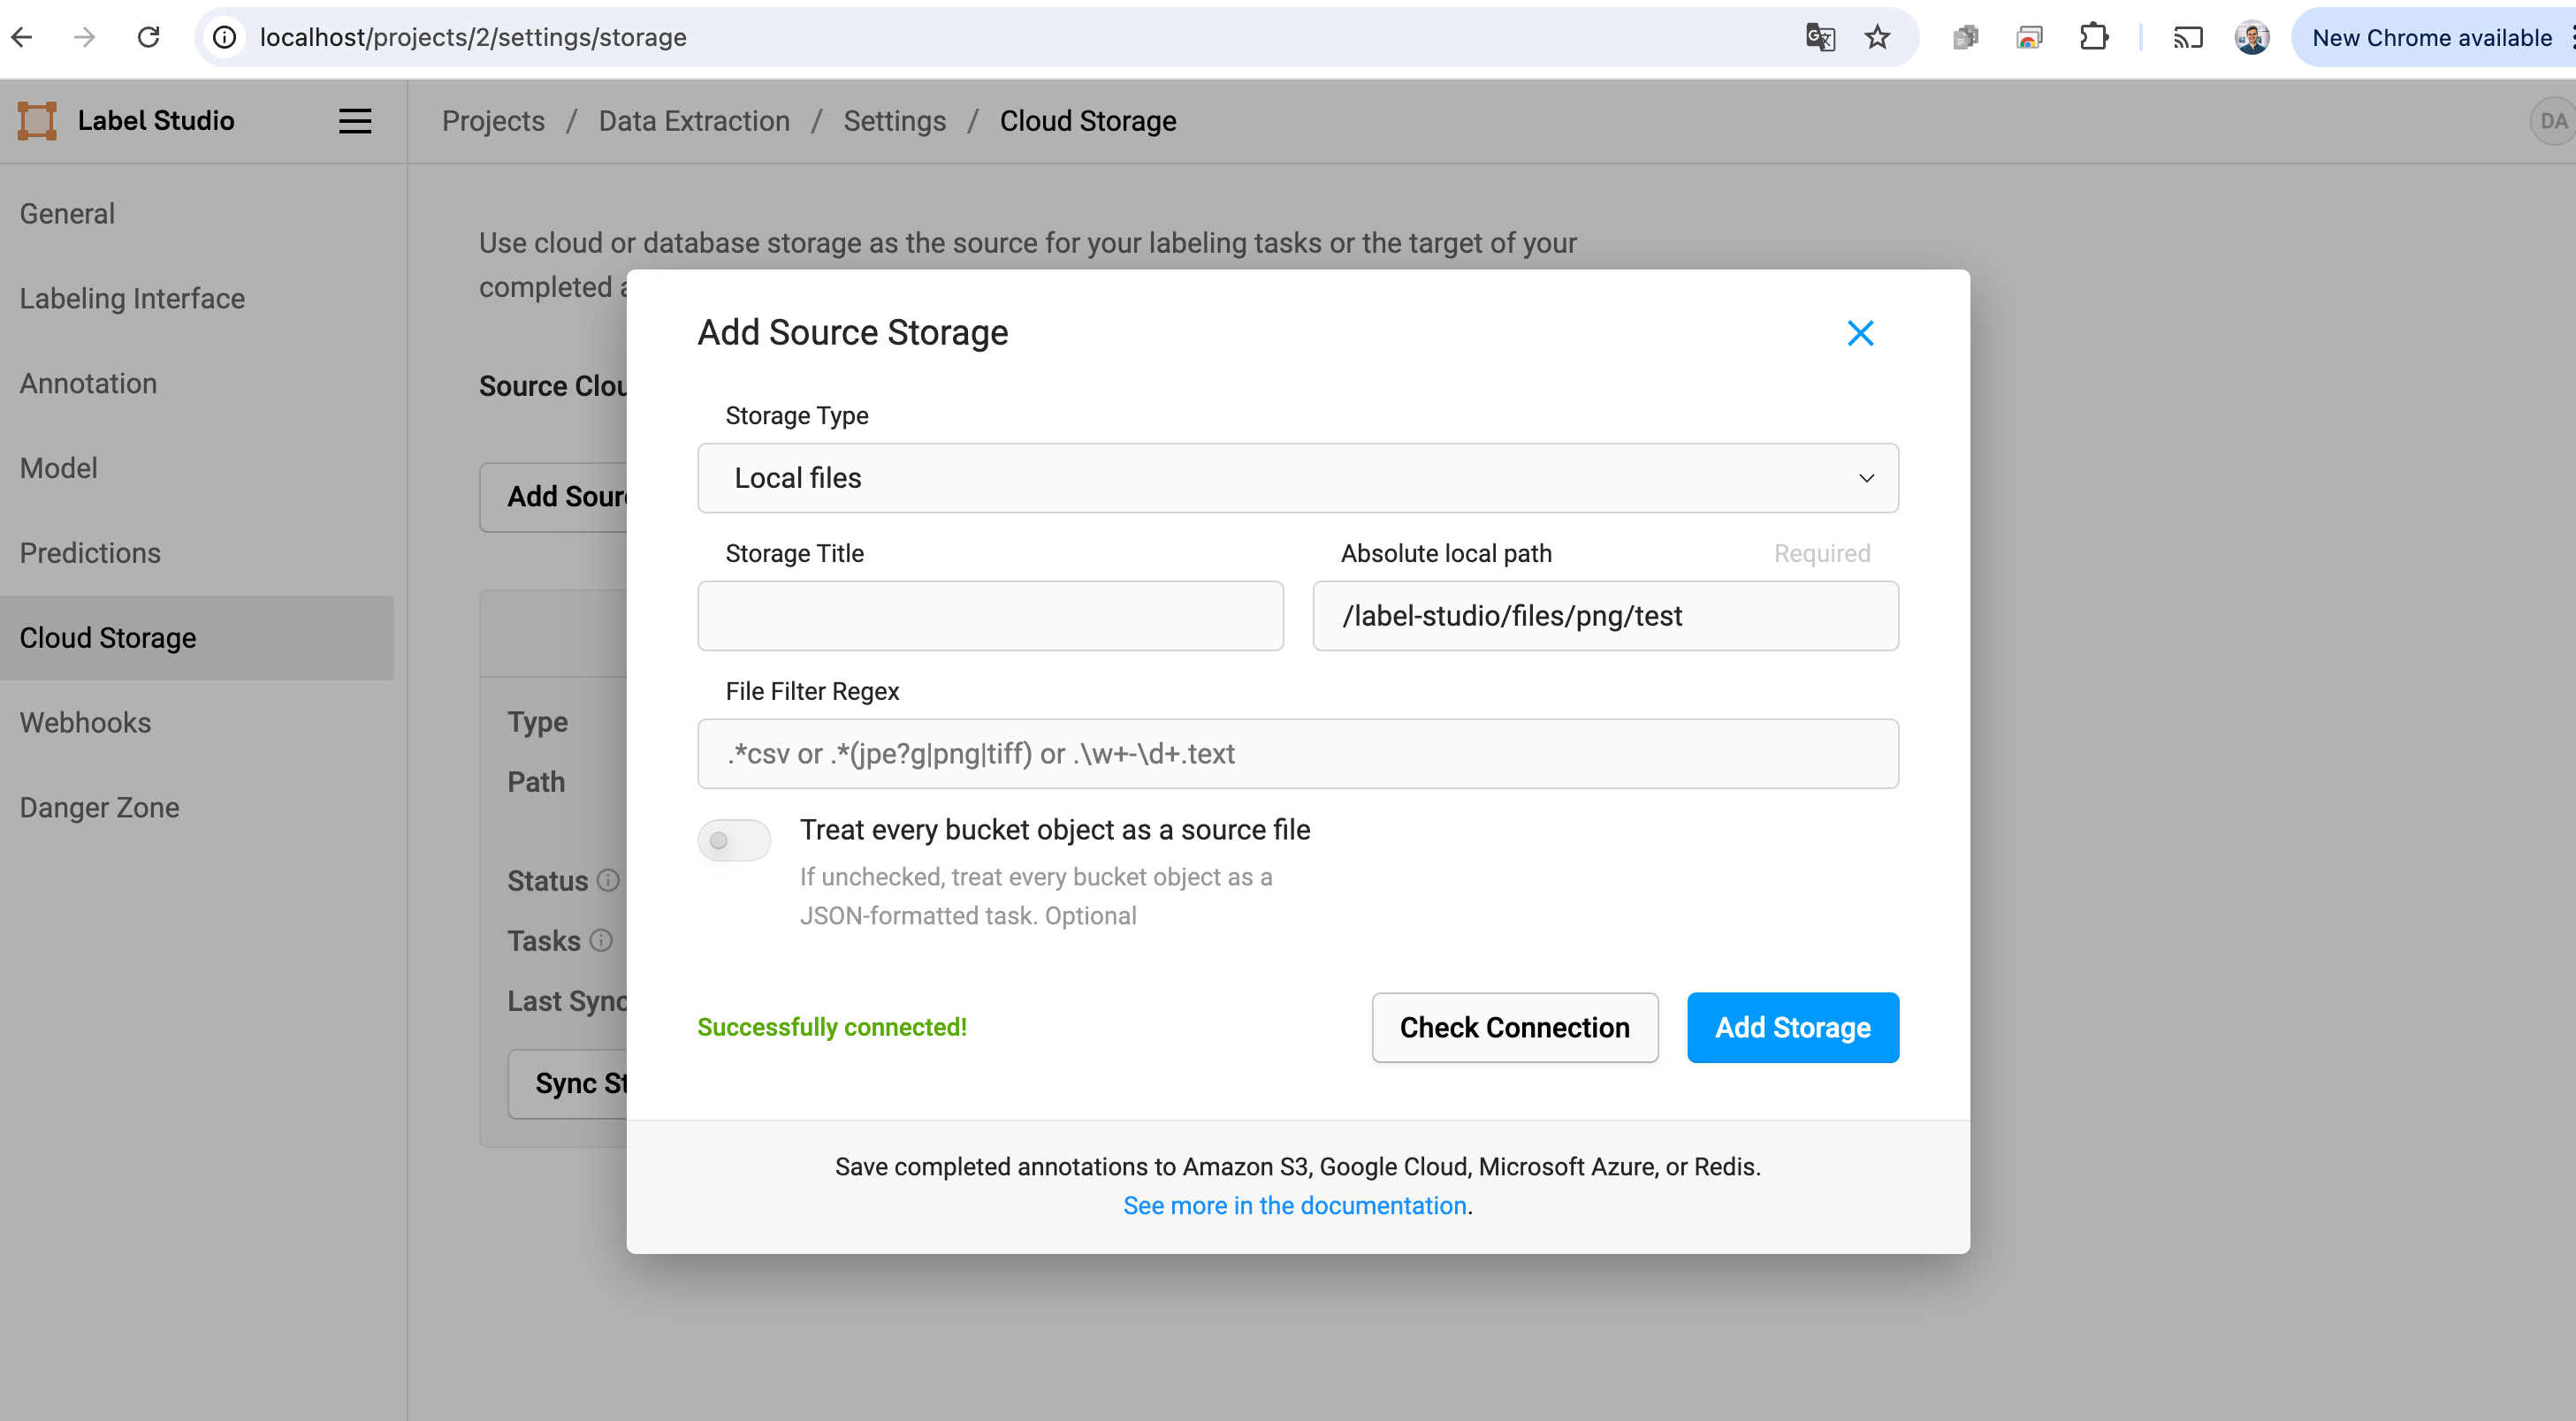 localhost/projects/2/settings/storage
New Chrome available
Label Studio
Projects / Data Extraction / Settings / Cloud Storage
DA
General
Labeling Interface
Annotation
Model
Predictions
Cloud Storage
Webhooks
Danger Zone
Use cloud or database storage as the source for your labeling tasks or the target of your
completed
Source Clou
Add Sour
Type
Path
Status
Tasks
Last Sync
Sync St
Add Source Storage
Storage Type
Local files
Storage Title
Absolute local path Required
/label-studio/files/png/test
File Filter Regex
.*csv or .*(jpe?g|png|tiff) or .\w+-\d+.text
Treat every bucket object as a source file
If unchecked, treat every bucket object as a
JSON-formatted task. Optional
Successfully connected!
Check Connection
Add Storage
Save completed annotations to Amazon S3, Google Cloud, Microsoft Azure, or Redis.
See more in the documentation.